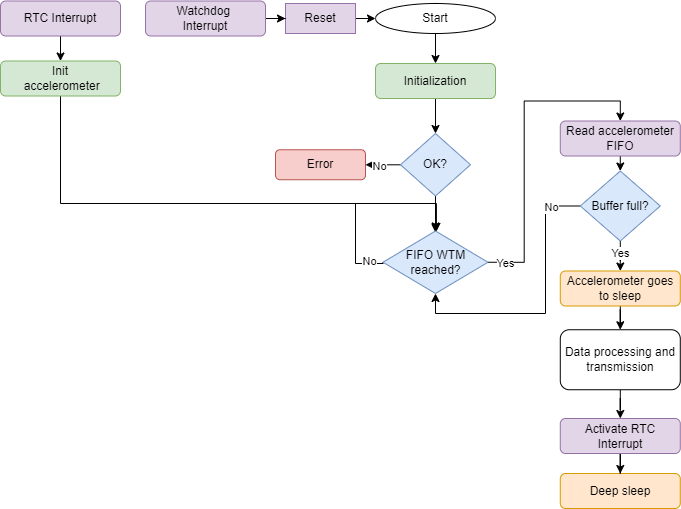 RTC Interrupt
Watchdog
Interrupt
Reset
Start
Init
accelerometer
Initialization
Read accelerometer
FIFO
Error
No
OK?
Buffer full?
No
FIFO WTM
reached?
No
Yes
Yes
Accelerometer goes
to sleep
Data processing and
transmission
Activate RTC
Interrupt
Deep sleep